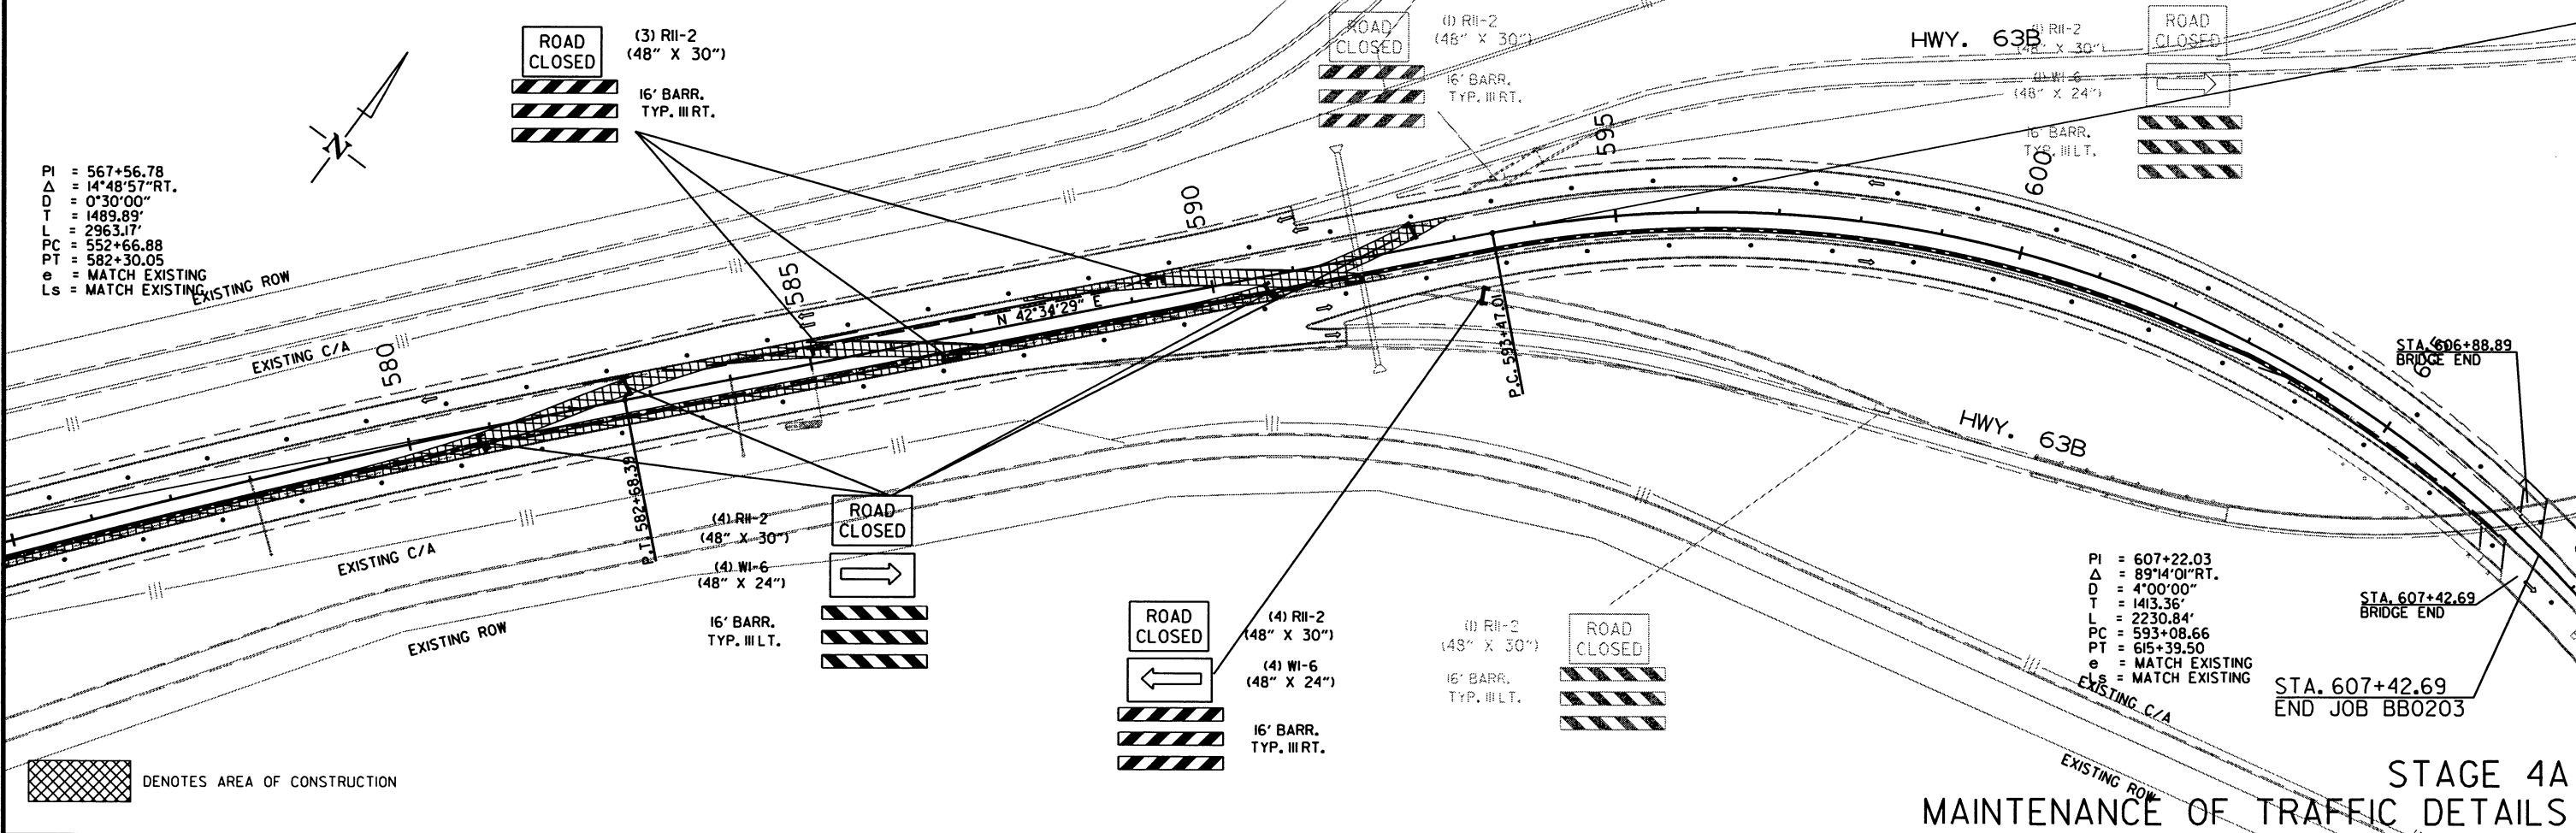 ROAD
CLOSED
(3) R11-2
(48" X 30")
16' BARR.
TYP. III RT.
ROAD
CLOSED
(1) R11-2
(48" X 30")
16' BARR.
TYP. III RT.
HWY. 63B
(1) R11-2
(48" X 30")
(1) W1-6
(48" X 24")
16' BARR.
TYP. III LT.
ROAD
CLOSED
N
PI = 567+56.78
Δ = 14°48'57"RT.
D = 0°30'00"
T = 1489.89'
L = 2963.17'
PC = 552+66.88
PT = 582+30.05
e = MATCH EXISTING
Ls = MATCH EXISTING
EXISTING ROW
EXISTING C/A
580
585
590
595
600
N 42°34'29" E
P.T. 582+68.39
P.C. 593+47.01
EXISTING C/A
EXISTING ROW
(4) R11-2
(48" X 30")
(4) W1-6
(48" X 24")
16' BARR.
TYP. III LT.
ROAD
CLOSED
ROAD
CLOSED
(4) R11-2
(48" X 30")
(4) W1-6
(48" X 24")
16' BARR.
TYP. III RT.
(1) R11-2
(48" X 30")
16' BARR.
TYP. III LT.
ROAD
CLOSED
HWY. 63B
STA. 606+88.89
BRIDGE END
PI = 607+22.03
Δ = 89°14'01"RT.
D = 4°00'00"
T = 1413.36'
L = 2230.84'
PC = 593+08.66
PT = 615+39.50
e = MATCH EXISTING
Ls = MATCH EXISTING
STA. 607+42.69
BRIDGE END
STA. 607+42.69
END JOB BB0203
EXISTING C/A
EXISTING ROW
DENOTES AREA OF CONSTRUCTION
STAGE 4A
MAINTENANCE OF TRAFFIC DETAILS